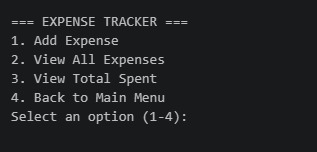 === EXPENSE TRACKER ===
1. Add Expense
2. View All Expenses
3. View Total Spent
4. Back to Main Menu
Select an option (1-4):